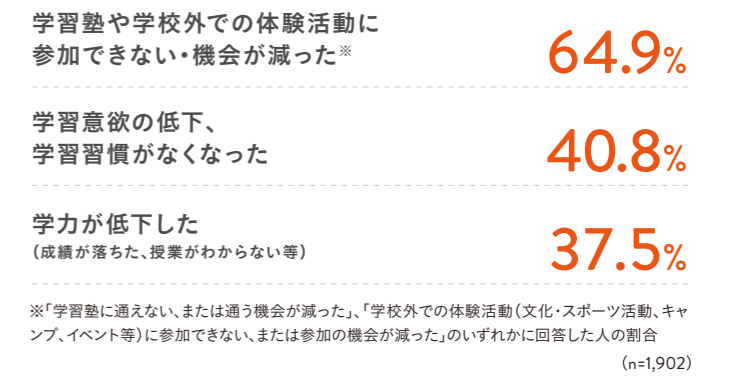 学習塾や学校外での体験活動に
参加できない・機会が減った※
64.9%
学習意欲の低下、
学習習慣がなくなった
40.8%
学力が低下した
（成績が落ちた、授業がわからない等）
37.5%
※「学習塾に通えない、または通う機会が減った」、「学校外での体験活動（文化・スポーツ活動、キャ
ンプ、イベント等）に参加できない、または参加の機会が減った」のいずれかに回答した人の割合
（n=1,902）